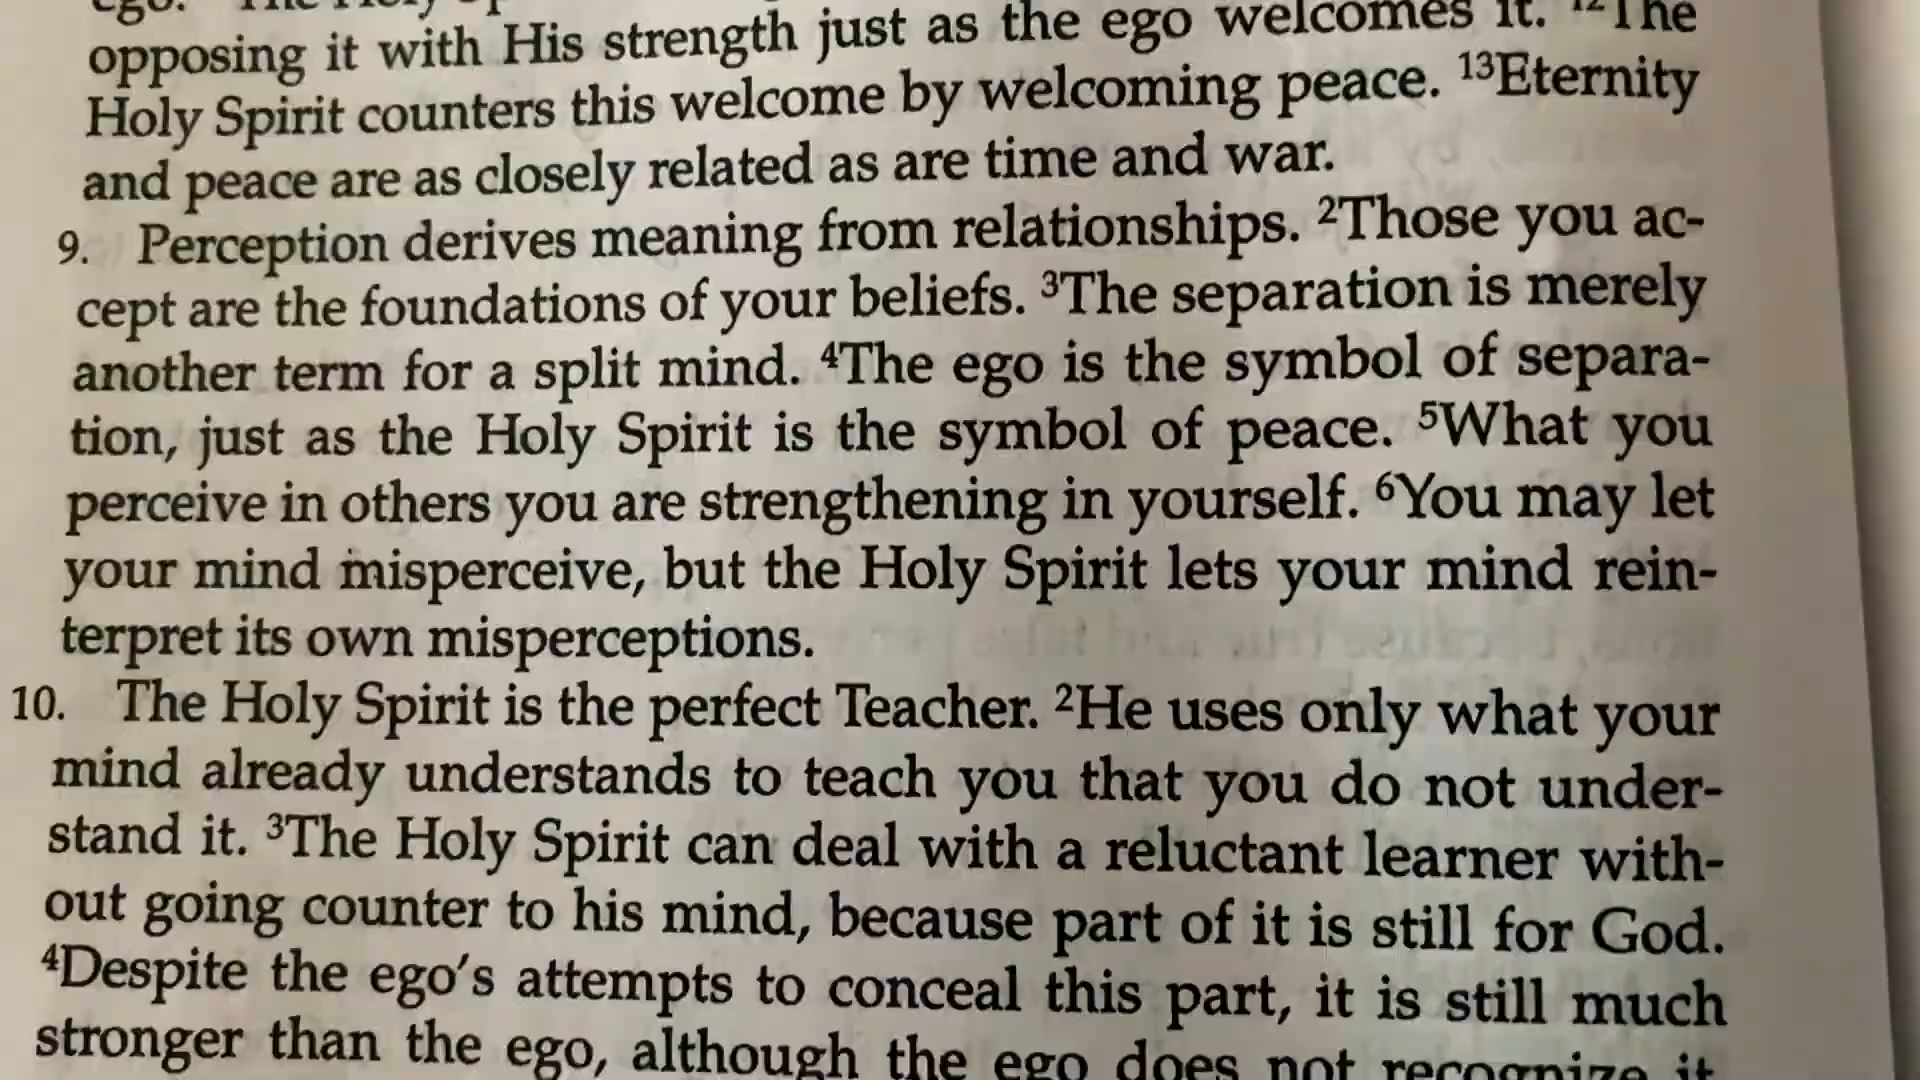 opposing it with His strength just as the ego welcomes it. ¹²The
Holy Spirit counters this welcome by welcoming peace. ¹³Eternity
and peace are as closely related as are time and war.
9. Perception derives meaning from relationships. ²Those you ac-
cept are the foundations of your beliefs. ³The separation is merely
another term for a split mind. ⁴The ego is the symbol of separa-
tion, just as the Holy Spirit is the symbol of peace. ⁵What you
perceive in others you are strengthening in yourself. ⁶You may let
your mind misperceive, but the Holy Spirit lets your mind rein-
terpret its own misperceptions.
10. The Holy Spirit is the perfect Teacher. ²He uses only what your
mind already understands to teach you that you do not under-
stand it. ³The Holy Spirit can deal with a reluctant learner with-
out going counter to his mind, because part of it is still for God.
⁴Despite the ego's attempts to conceal this part, it is still much
stronger than the ego, although the ego does not recognize it